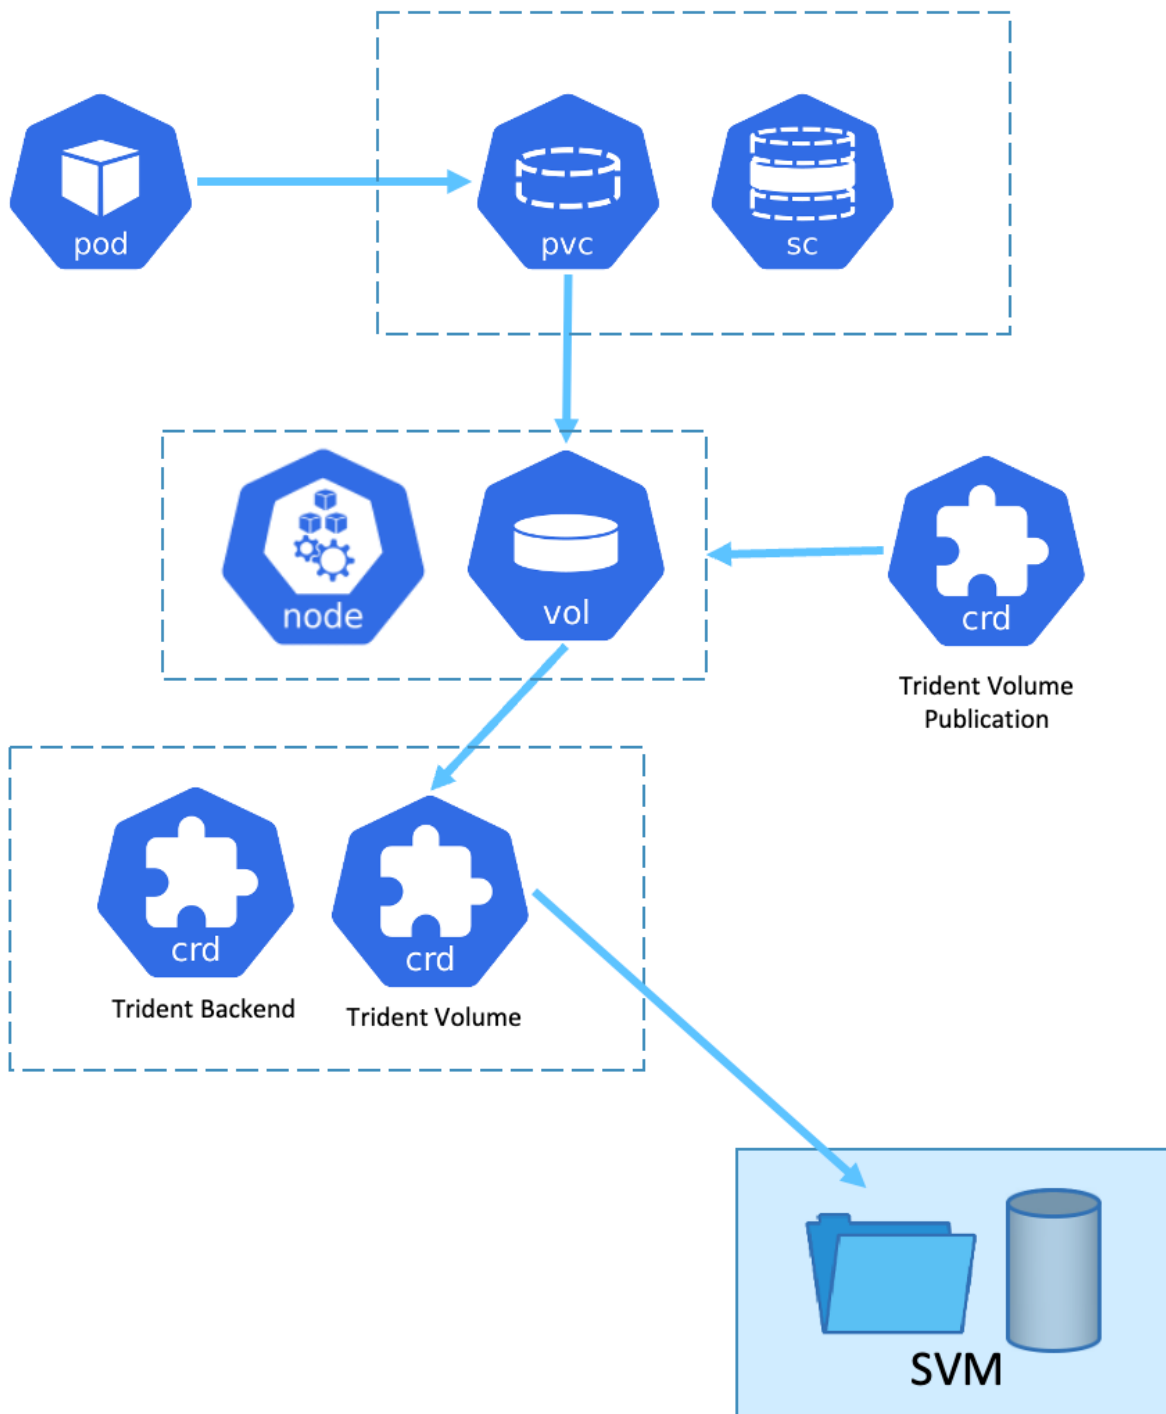 pod
pvc
sc
node
vol
crd
Trident Volume
Publication
crd
Trident Backend
crd
Trident Volume
SVM